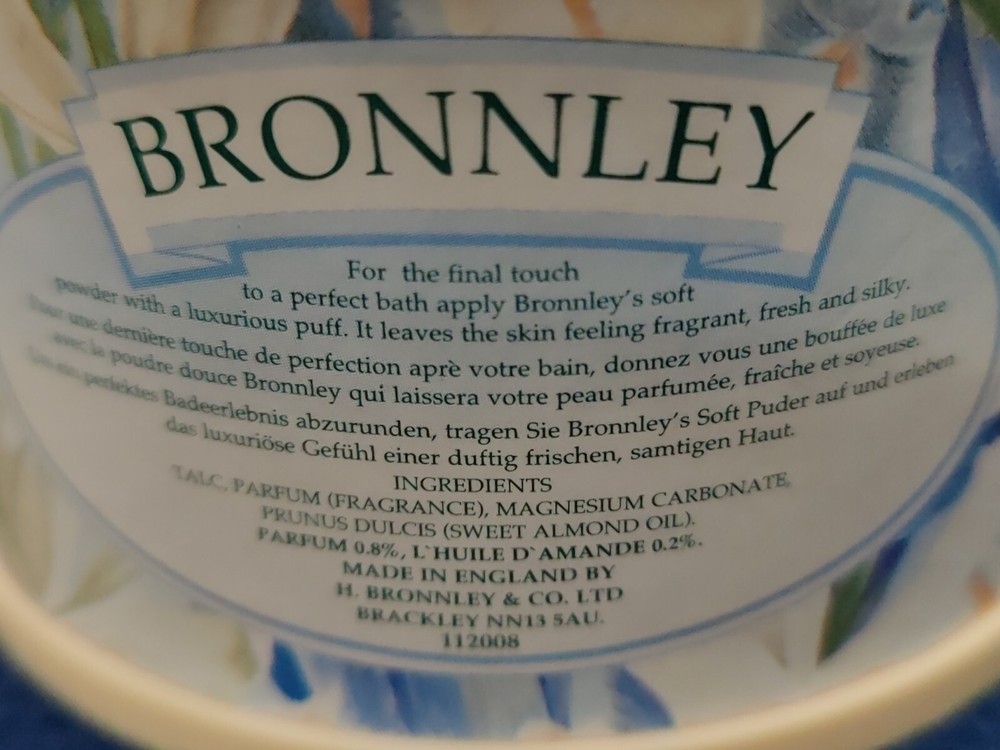 BRONNLEY
For the final touch
to a perfect bath apply Bronnley's soft
powder with a luxurious puff. It leaves the skin feeling fragrant, fresh and silky.
Pour une dernière touche de perfection aprè votre bain, donnez vous une bouffée de luxe
avec la poudre douce Bronnley qui laissera votre peau parfumée, fraîche et soyeuse.
Um ein perfektes Badeerlebnis abzurunden, tragen Sie Bronnley's Soft Puder auf und erleben
das luxuriöse Gefühl einer duftig frischen, samtigen Haut.
INGREDIENTS
TALC, PARFUM (FRAGRANCE), MAGNESIUM CARBONATE,
PRUNUS DULCIS (SWEET ALMOND OIL).
PARFUM 0.8%, L`HUILE D`AMANDE 0.2%.
MADE IN ENGLAND BY
H. BRONNLEY & CO. LTD
BRACKLEY NN13 5AU.
112008